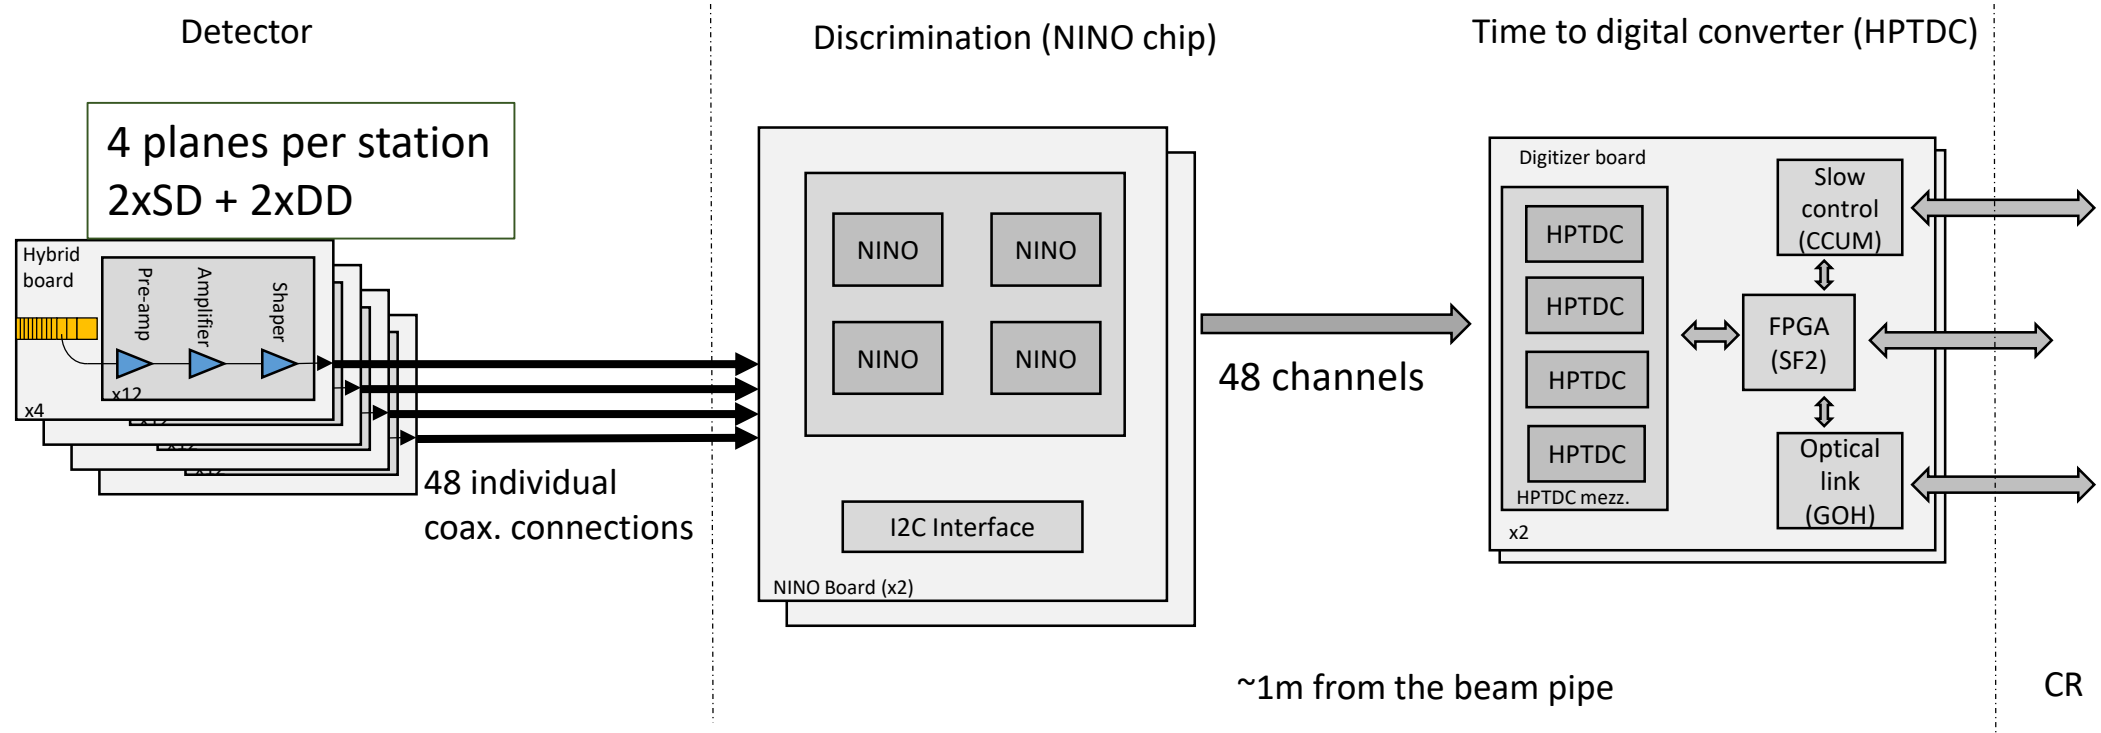 Detector
Discrimination (NINO chip)
Time to digital converter (HPTDC)
4 planes per station
2xSD + 2xDD
Hybrid
board
Pre-amp
Amplifier
Shaper
x12
x4
x12
x12
x12
48 individual
coax. connections
NINO
NINO
NINO
NINO
I2C Interface
NINO Board (x2)
48 channels
Digitizer board
HPTDC
HPTDC
HPTDC
HPTDC
HPTDC mezz.
x2
Slow
control
(CCUM)
FPGA
(SF2)
Optical
link
(GOH)
~1m from the beam pipe
CR